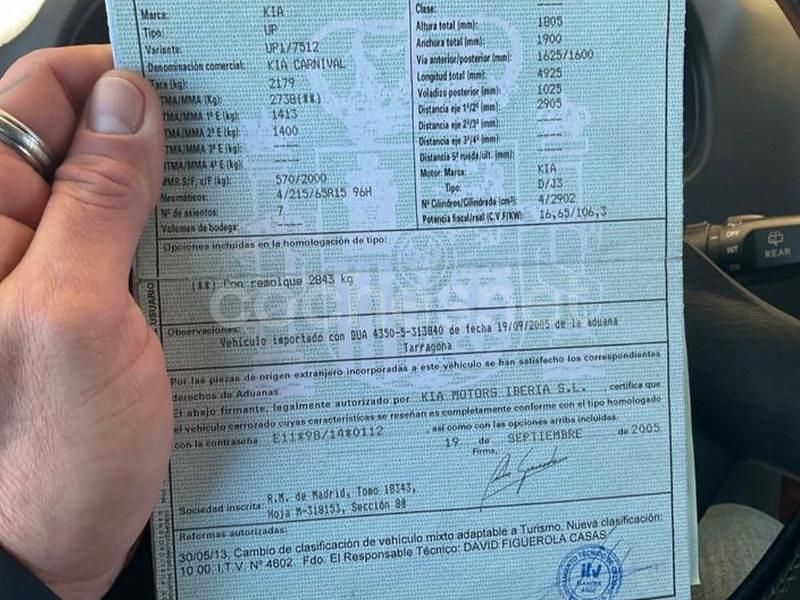 Marca: KIA
Tipo: UP
Variante: UP1/7512
Denominación comercial: KIA CARNIVAL
Tara (kg): 2179
TMA/MMA (Kg): 2738(**)
TMA/MMA 1º E (kg): 1413
TMA/MMA 2º E (kg): 1400
TMA/MMA 3º E (kg): ----
TMA/MMA 4º E (kg): ----
MMR S/F, c/F (kg): 570/2000
Neumáticos: 4/215/65R15 96H
Nº de asientos: 7
Volumen de bodega: ----
Clase: ----
Altura total (mm): 1805
Anchura total (mm): 1900
Vía anterior/posterior (mm): 1625/1600
Longitud total (mm): 4925
Voladizo posterior (mm): 1025
Distancia eje 1º/2º (mm): 2905
Distancia eje 2º/3º (mm): ----
Distancia eje 3º/4º (mm): ----
Distancia 5ª rueda/últ. (mm): ----
Motor: Marca: KIA
Tipo: D/J3
Nº Cilindros/Cilindrada (cm³): 4/2902
Potencia fiscal/real (C.V.F/KW): 16,65/106,3
Opciones incluidas en la homologación de tipo:
(**) Con remolque 2843 kg
coches.net
USUARIO
Observaciones:
Vehículo importado con DUA 4350-5-313840 de fecha 19/09/2005 de la aduana
Tarragona
Por las piezas de origen extranjero incorporadas a este vehículo se han satisfecho los correspondientes
derechos de Aduanas.
El abajo firmante, legalmente autorizado por KIA MOTORS IBERIA S.L. , certifica que
el vehículo carrozado cuyas características se reseñan es completamente conforme con el tipo homologado
con la contraseña E11*98/14*0112 , así como con las opciones arriba incluidas.
19 de SEPTIEMBRE de 2005
Firma,
Sociedad inscrita: R.M. de Madrid, Tomo 18343,
Hoja M-318153, Sección 8ª
Reformas autorizadas:
30/05/13, Cambio de clasificación de vehículo mixto adaptable a Turismo. Nueva clasificación:
10 00. I.T.V. Nº 4602. Fdo. El Responsable Técnico: DAVID FIGUEROLA CASAS
itv
OFF
INT
ON
REAR